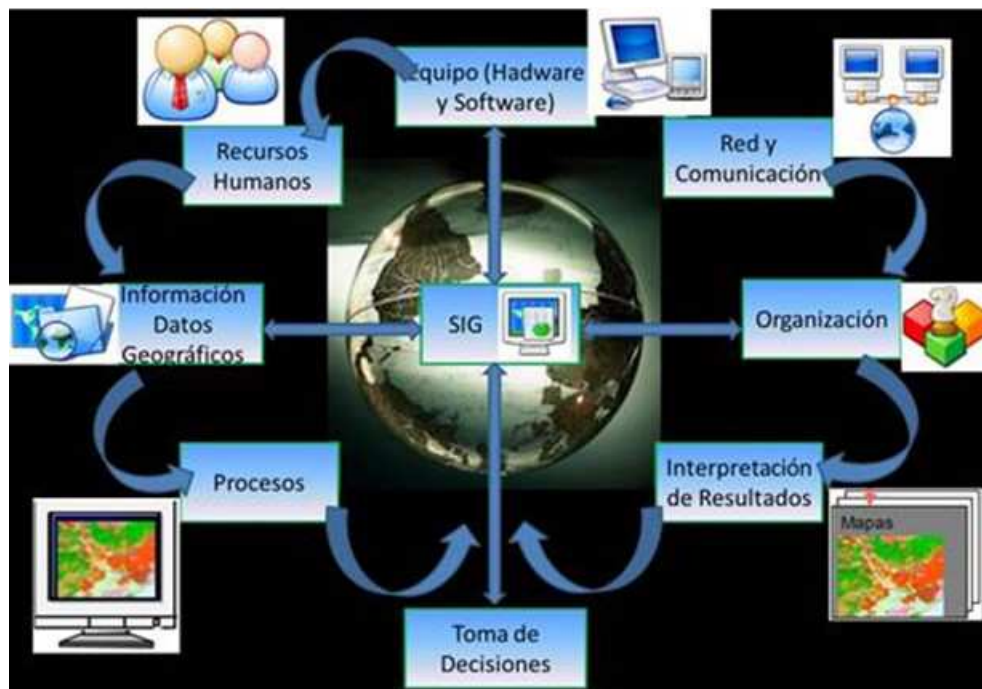 Equipo (Hadware
y Software)
Recursos
Humanos
Red y
Comunicación
Información
Datos
Geográficos
SIG
Organización
Procesos
Interpretación
de Resultados
Mapas
Toma de
Decisiones